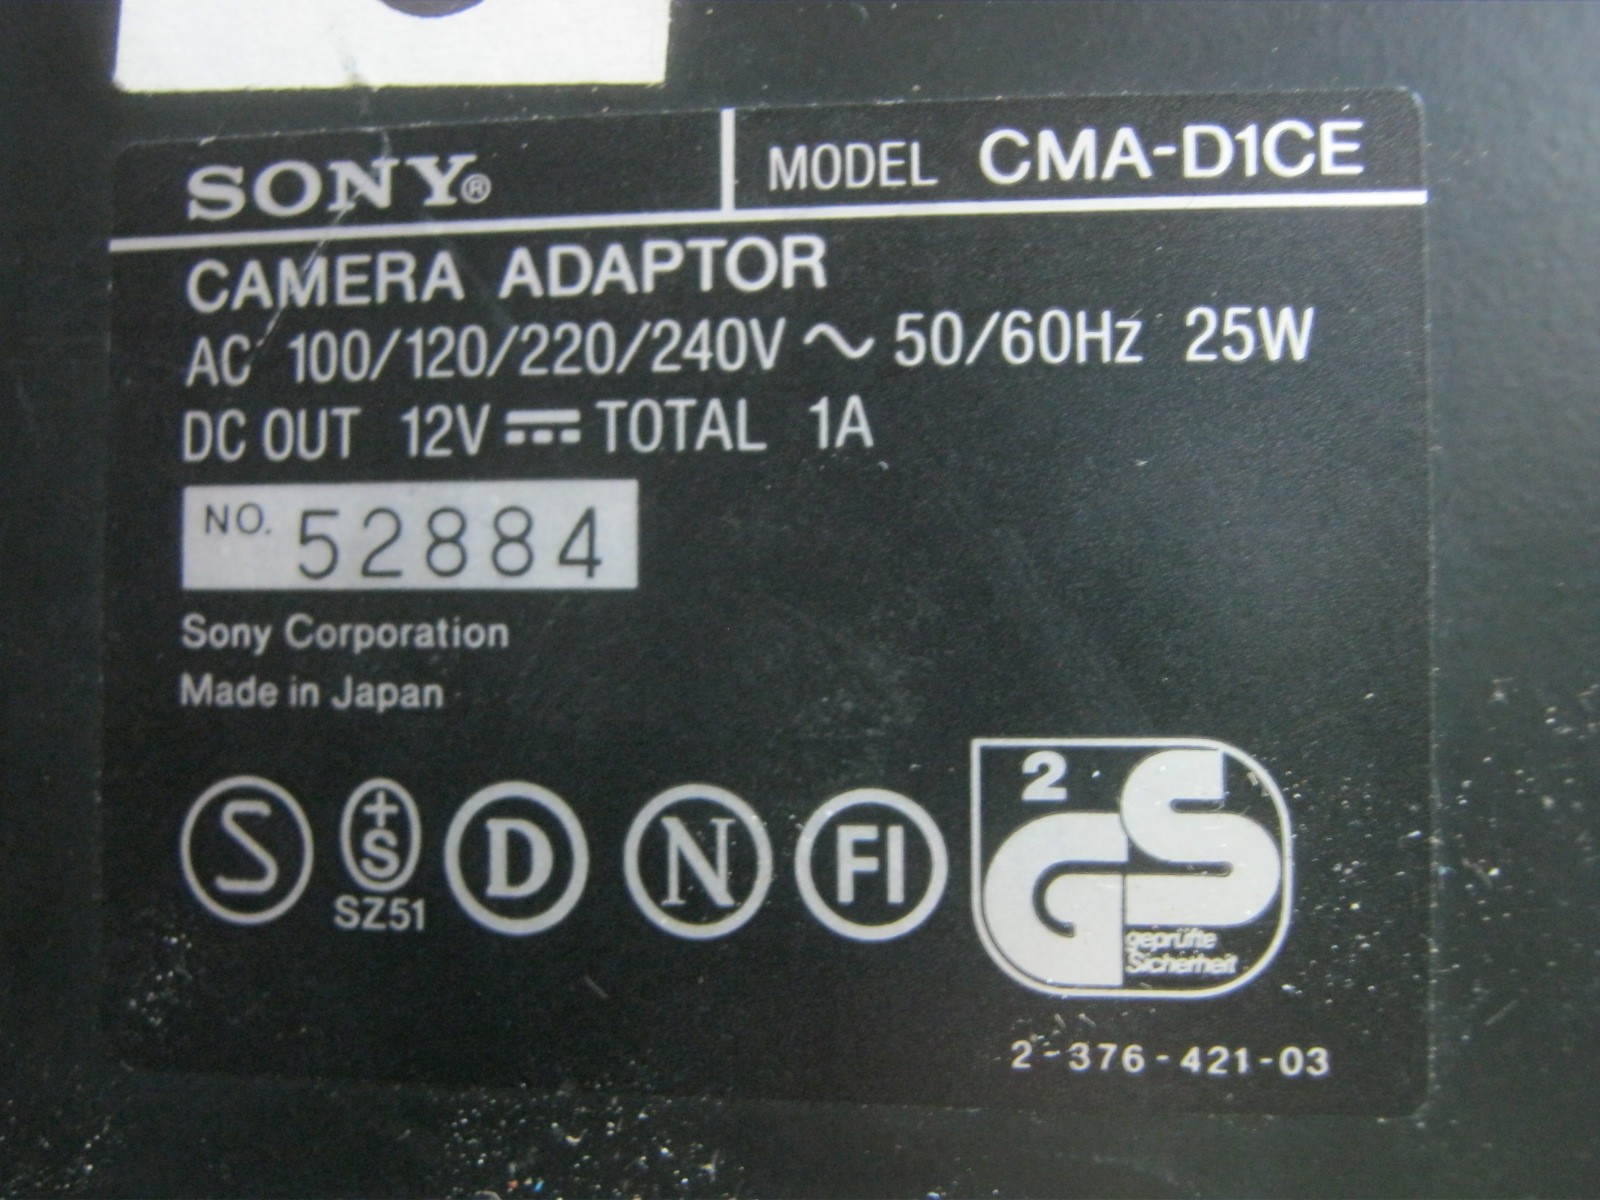 SONY®
MODEL CMA-D1CE
CAMERA ADAPTOR
AC 100/120/220/240V ~ 50/60Hz 25W
DC OUT 12V ⎓ TOTAL 1A
NO. 52884
Sony Corporation
Made in Japan
S
+S
SZ51
D
N
FI
2
GS
geprüfte
Sicherheit
2-376-421-03